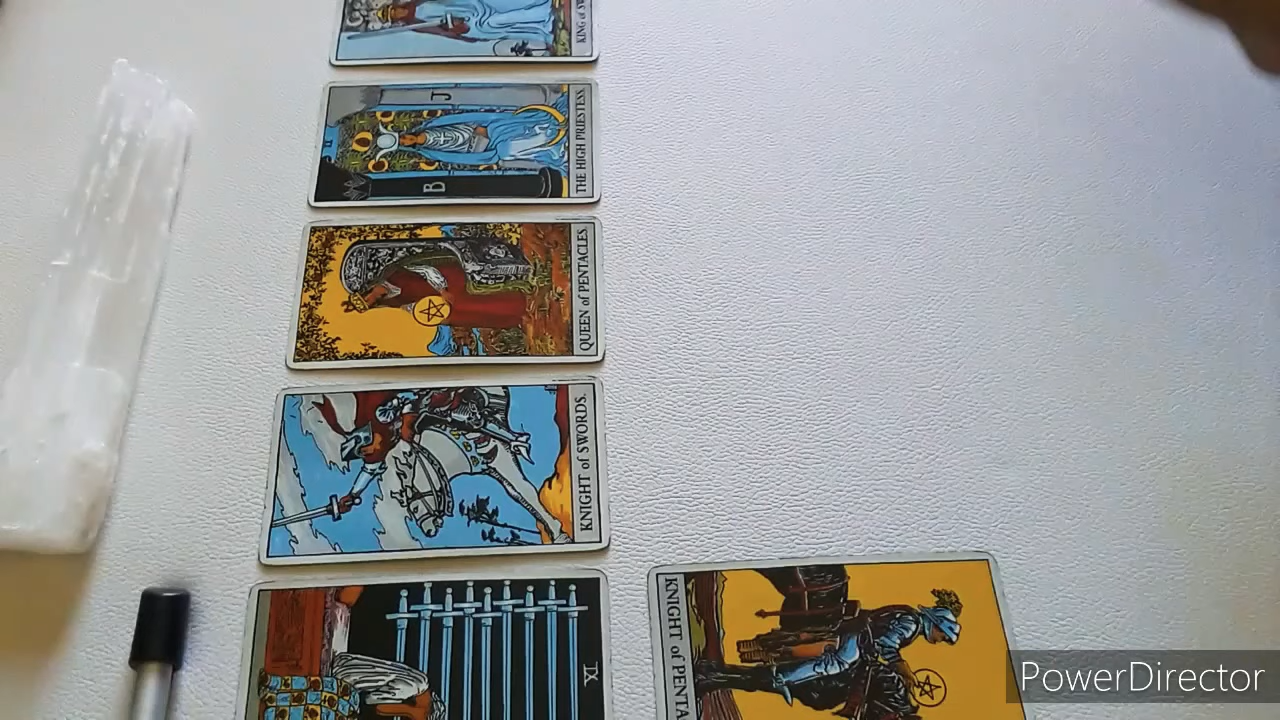 KING of SW
J
B
THE HIGH PRIESTESS.
QUEEN of PENTACLES.
KNIGHT of SWORDS.
IX
KNIGHT of PENTA
PowerDirector